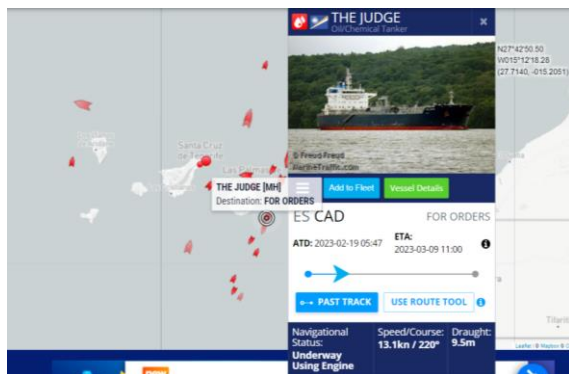 THE JUDGE
Oil/Chemical Tanker
×
N27°42'50.50
W015°12'18.28
(27.7140, -015.2051)
Santa Cruz
de Tenerife
Las Palmas
© Freud Freud
MarineTraffic.com
THE JUDGE [MH]
Destination: FOR ORDERS
Add to Fleet
Vessel Details
ES CAD
FOR ORDERS
ATD: 2023-02-19 05:47
ETA:
2023-03-09 11:00
PAST TRACK
USE ROUTE TOOL
Navigational
Status:
Underway
Using Engine
Speed/Course:
13.1kn / 220°
Draught:
9.5m